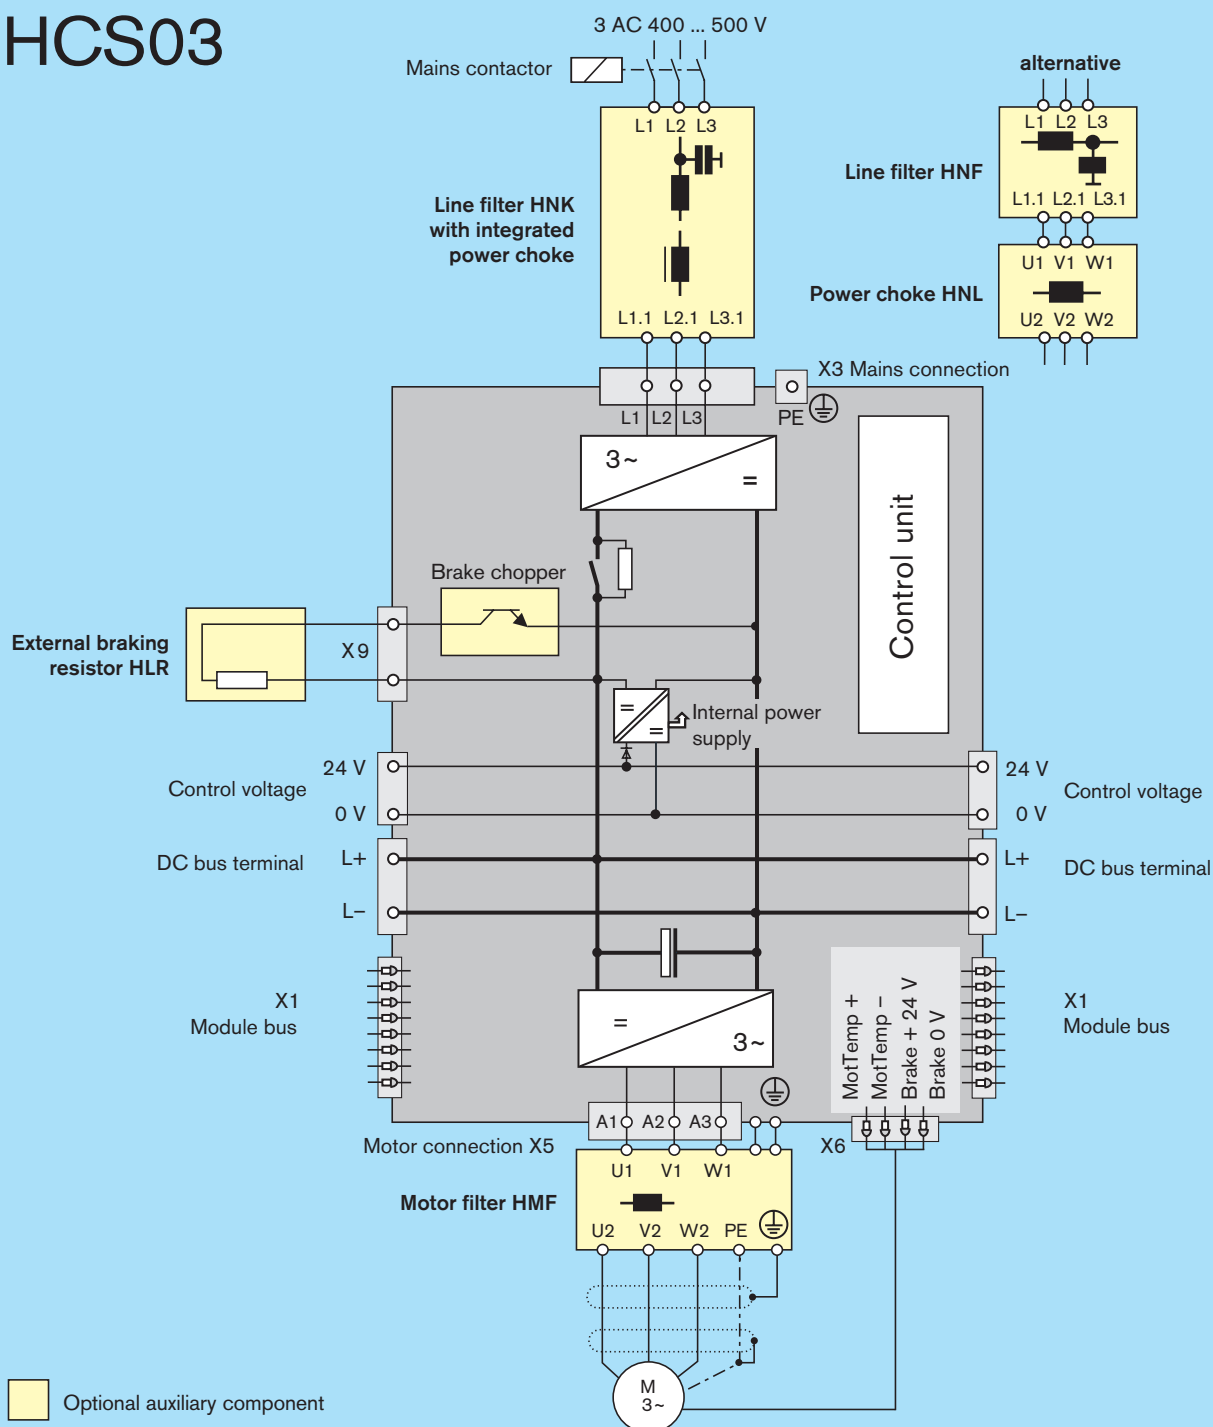 HCS03
3 AC 400 ... 500 V
Mains contactor
alternative
L1 L2 L3
L1 L2 L3
Line filter HNF
L1.1 L2.1 L3.1
Line filter HNK
with integrated
power choke
U1 V1 W1
Power choke HNL
U2 V2 W2
L1.1 L2.1 L3.1
X3 Mains connection
L1 L2 L3
PE
3~
=
Control unit
Brake chopper
External braking
resistor HLR
X9
=
=
Internal power
supply
24 V
24 V
Control voltage
Control voltage
0 V
0 V
DC bus terminal
L+
L+
DC bus terminal
L–
L–
X1
Module bus
=
3~
MotTemp +
MotTemp –
Brake + 24 V
Brake 0 V
X1
Module bus
A1 A2 A3
Motor connection X5
X6
U1 V1 W1
Motor filter HMF
U2 V2 W2 PE
M
3~
Optional auxiliary component